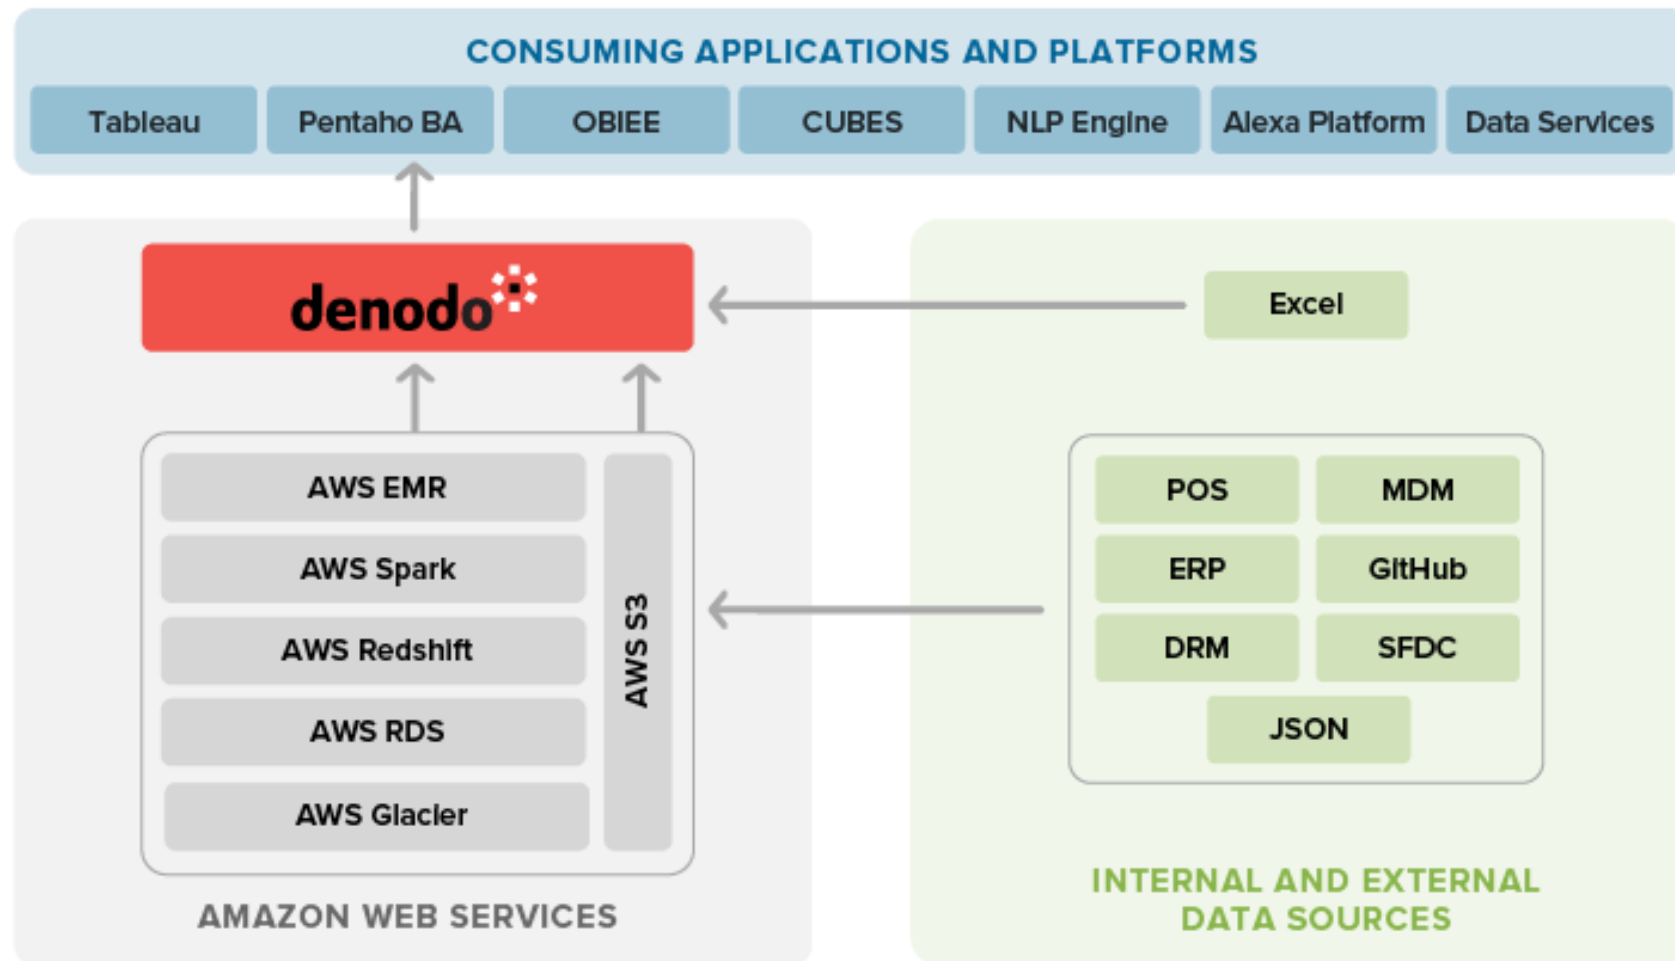 CONSUMING APPLICATIONS AND PLATFORMS
Tableau
Pentaho BA
OBIEE
CUBES
NLP Engine
Alexa Platform
Data Services
denodo
Excel
AWS EMR
AWS Spark
AWS Redshift
AWS RDS
AWS Glacier
AWS S3
POS
MDM
ERP
GitHub
DRM
SFDC
JSON
AMAZON WEB SERVICES
INTERNAL AND EXTERNAL
DATA SOURCES